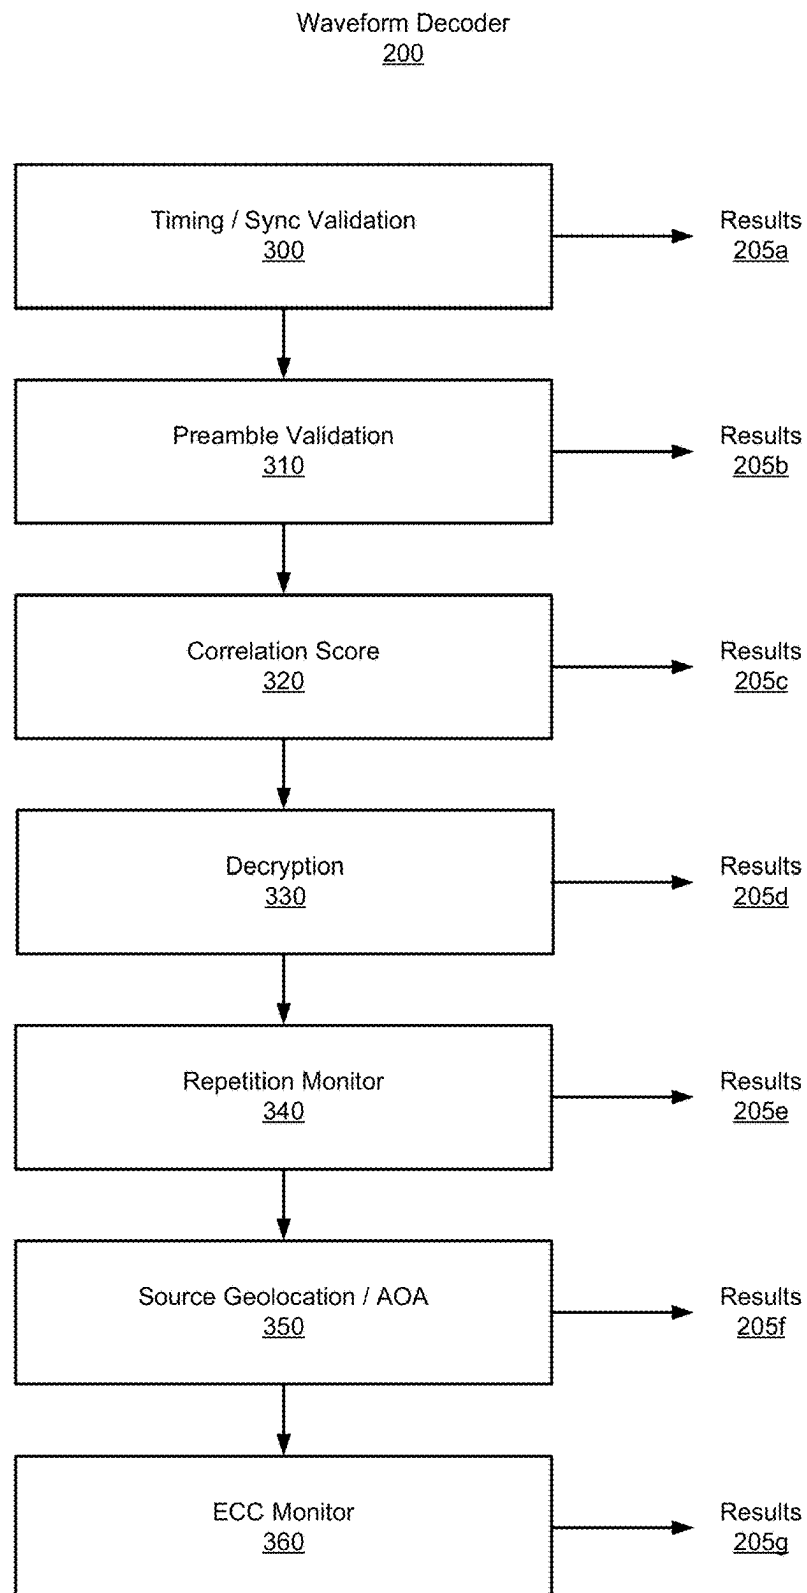 Waveform Decoder
200
Timing / Sync Validation
300
Results
205a
Preamble Validation
310
Results
205b
Correlation Score
320
Results
205c
Decryption
330
Results
205d
Repetition Monitor
340
Results
205e
Source Geolocation / AOA
350
Results
205f
ECC Monitor
360
Results
205g